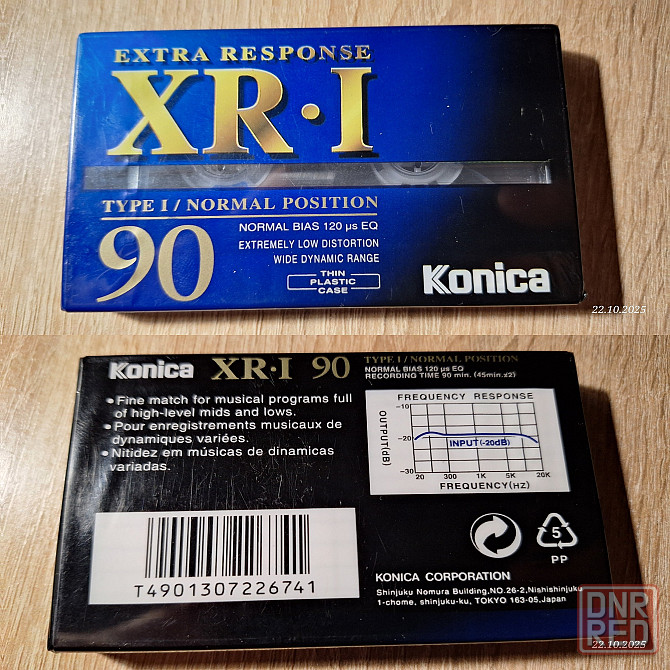 EXTRA RESPONSE
XR·I
TYPE I / NORMAL POSITION
90
NORMAL BIAS 120 µs EQ
EXTREMELY LOW DISTORTION
WIDE DYNAMIC RANGE
THIN
PLASTIC
CASE
Konica
22.10.2025
Konica XR·I 90
TYPE I / NORMAL POSITION
NORMAL BIAS 120 µs EQ
RECORDING TIME 90 min. (45min.x2)
• Fine match for musical programs full
of high-level mids and lows.
• Pour enregistrements musicaux de
dynamiques variées.
• Nitidez em músicas de dinamicas
variadas.
FREQUENCY RESPONSE
OUTPUT(dB)
-10
-20
-30
INPUT(-20dB)
20 300 1K 5K 20K
FREQUENCY(HZ)
T4901307226741
5
PP
KONICA CORPORATION
Shinjuku Nomura Building,NO.26-2,Nishishinjuku
1-chome, shinjuku-ku, TOKYO 163-05,Japan
DNR
RED
22.10.2025